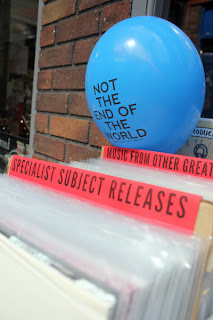 NOT
THE
END OF
THE
WORLD
MUSIC FROM OTHER GREAT
SPECIALIST SUBJECT RELEASES